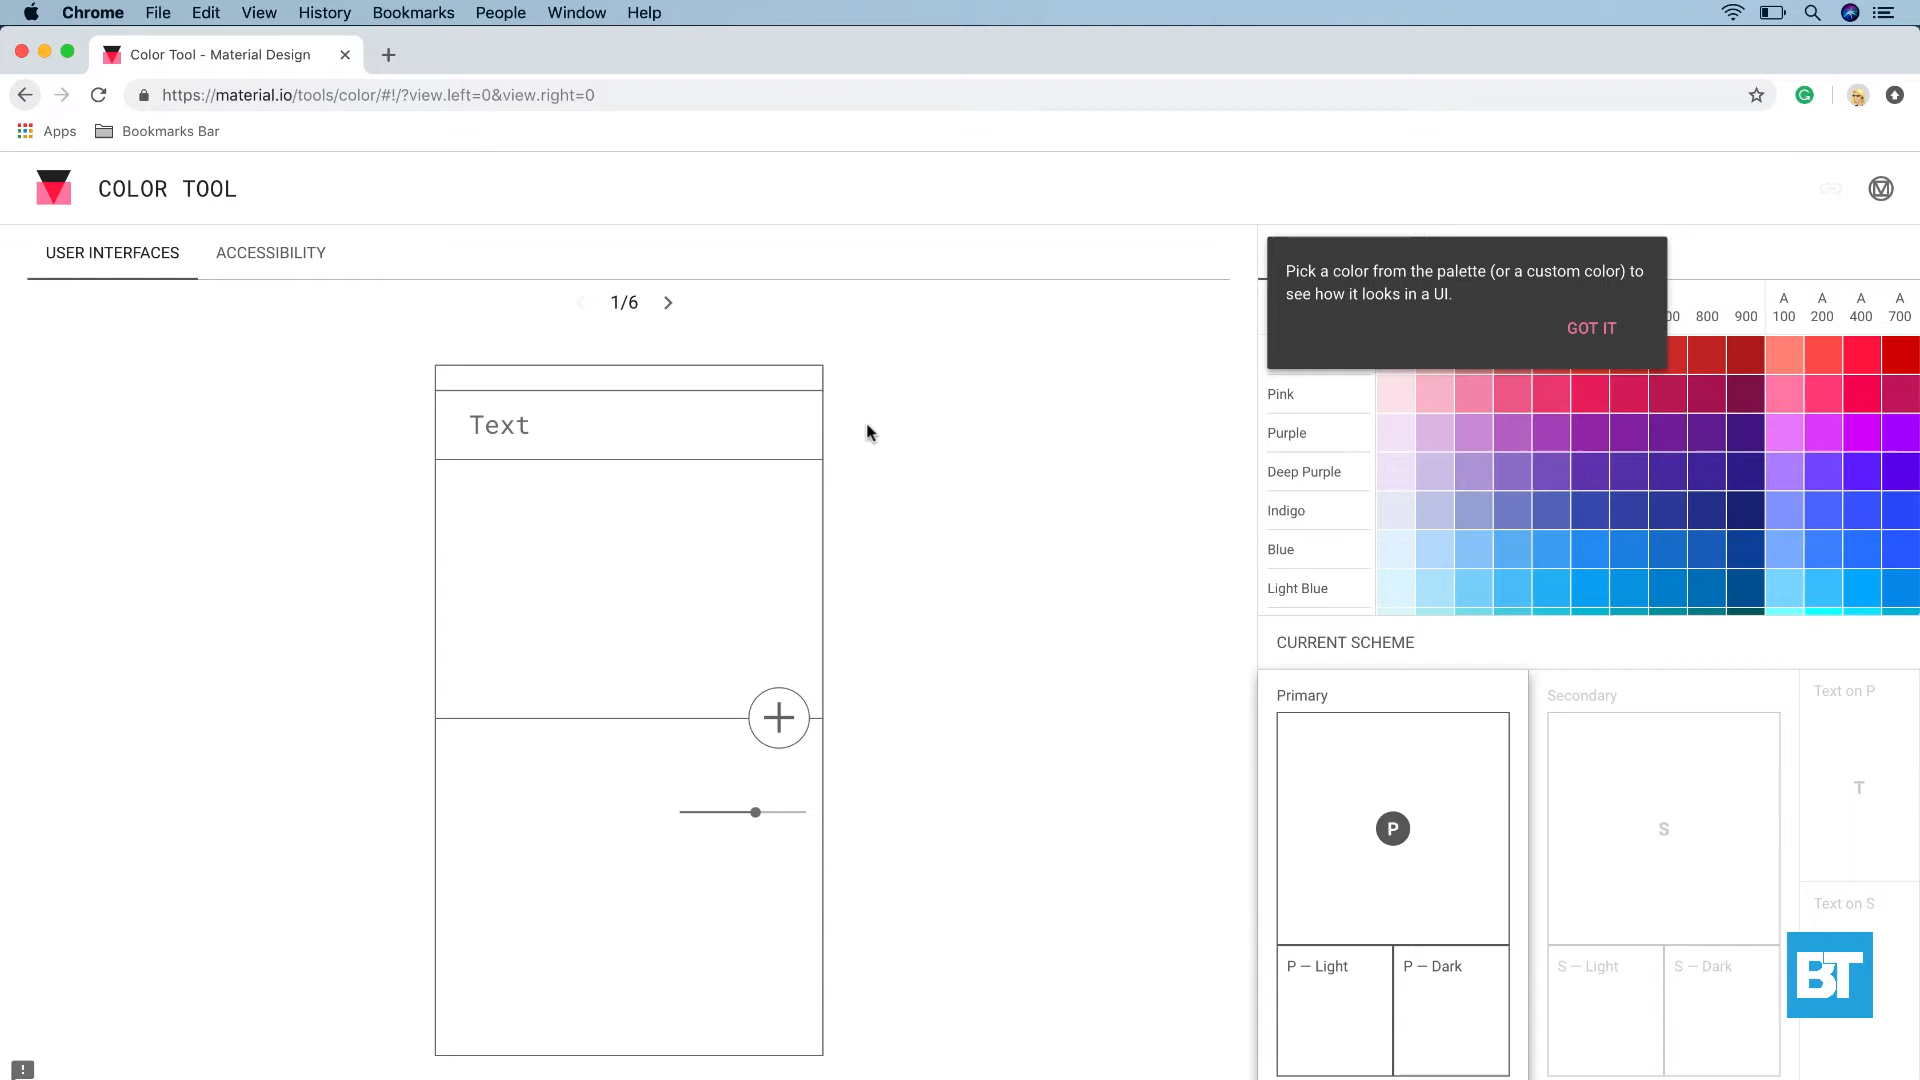 Chrome File Edit View History Bookmarks People Window Help
Color Tool - Material Design
https://material.io/tools/color/#!/?view.left=0&view.right=0
Apps Bookmarks Bar
COLOR TOOL
USER INTERFACES ACCESSIBILITY
1/6
Text
Pick a color from the palette (or a custom color) to
see how it looks in a UI.
GOT IT
800 900 A 100 A 200 A 400 A 700
Pink
Purple
Deep Purple
Indigo
Blue
Light Blue
CURRENT SCHEME
Primary
P
P — Light P — Dark
Secondary
S
S — Light S — Dark
Text on P
T
Text on S
BT